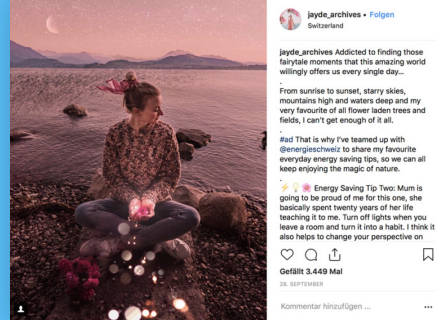 jayde_archives • Folgen
Switzerland
jayde_archives Addicted to finding those
fairytale moments that this amazing world
willingly offers us every single day...
.
From sunrise to sunset, starry skies,
mountains high and waters deep and my
very favourite of all flower laden trees and
fields, I can't get enough of it all.
.
#ad That is why I've teamed up with
@energieschweiz to share my favourite
everyday energy saving tips, so we can all
keep enjoying the magic of nature.
.
⚡💡🌸 Energy Saving Tip Two: Mum is
going to be proud of me for this one, she
basically spent twenty years of her life
teaching it to me. Turn off lights when you
leave a room and turn it into a habit. I think it
also helps to change your perspective on
Gefällt 3.449 Mal
28. SEPTEMBER
Kommentar hinzufügen ...